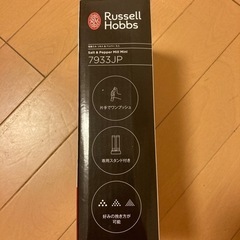 Russell
Hobbs
Salt & Pepper Mill Mini
7933JP
片手でワンプッシュ
専用スタンド付き
好みの挽き方が
可能